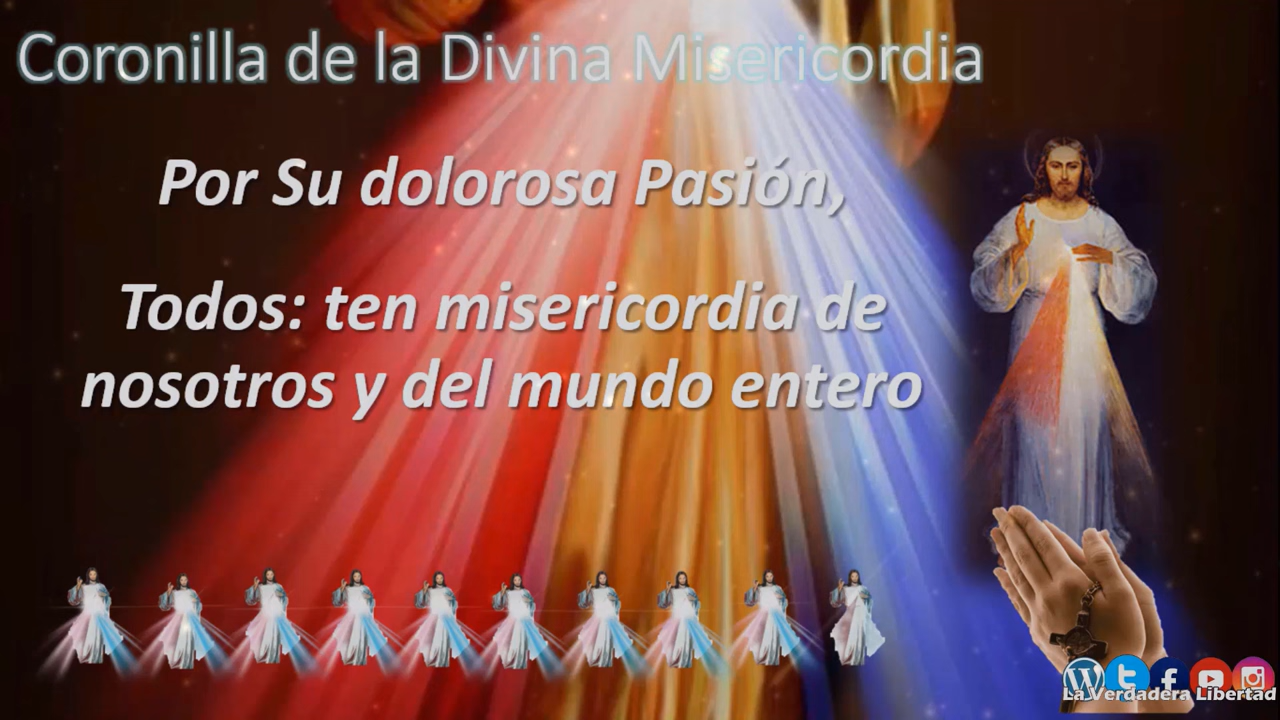 Coronilla de la Divina Misericordia
Por Su dolorosa Pasión,
Todos: ten misericordia de
nosotros y del mundo entero
La Verdadera Libertad